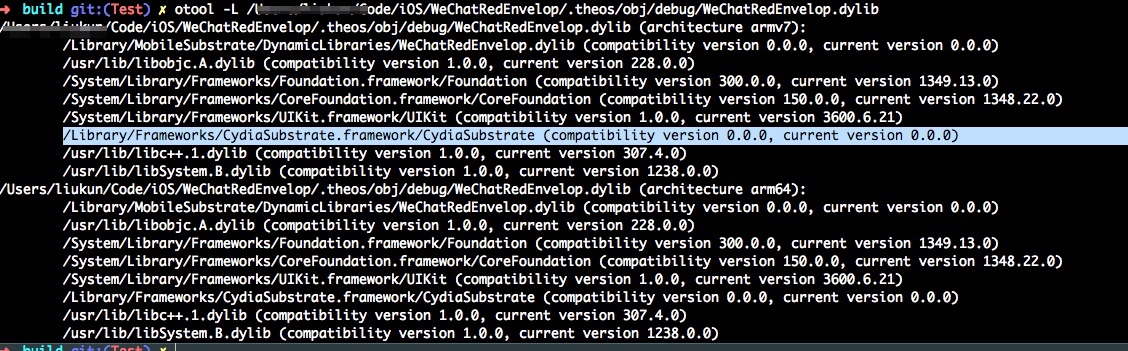 ➜ build git:(Test) ✗ otool -L /Code/iOS/WeChatRedEnvelop/.theos/obj/debug/WeChatRedEnvelop.dylib
/Code/iOS/WeChatRedEnvelop/.theos/obj/debug/WeChatRedEnvelop.dylib (architecture armv7):
/Library/MobileSubstrate/DynamicLibraries/WeChatRedEnvelop.dylib (compatibility version 0.0.0, current version 0.0.0)
/usr/lib/libobjc.A.dylib (compatibility version 1.0.0, current version 228.0.0)
/System/Library/Frameworks/Foundation.framework/Foundation (compatibility version 300.0.0, current version 1349.13.0)
/System/Library/Frameworks/CoreFoundation.framework/CoreFoundation (compatibility version 150.0.0, current version 1348.22.0)
/System/Library/Frameworks/UIKit.framework/UIKit (compatibility version 1.0.0, current version 3600.6.21)
/Library/Frameworks/CydiaSubstrate.framework/CydiaSubstrate (compatibility version 0.0.0, current version 0.0.0)
/usr/lib/libc++.1.dylib (compatibility version 1.0.0, current version 307.4.0)
/usr/lib/libSystem.B.dylib (compatibility version 1.0.0, current version 1238.0.0)
/Users/liukun/Code/iOS/WeChatRedEnvelop/.theos/obj/debug/WeChatRedEnvelop.dylib (architecture arm64):
/Library/MobileSubstrate/DynamicLibraries/WeChatRedEnvelop.dylib (compatibility version 0.0.0, current version 0.0.0)
/usr/lib/libobjc.A.dylib (compatibility version 1.0.0, current version 228.0.0)
/System/Library/Frameworks/Foundation.framework/Foundation (compatibility version 300.0.0, current version 1349.13.0)
/System/Library/Frameworks/CoreFoundation.framework/CoreFoundation (compatibility version 150.0.0, current version 1348.22.0)
/System/Library/Frameworks/UIKit.framework/UIKit (compatibility version 1.0.0, current version 3600.6.21)
/Library/Frameworks/CydiaSubstrate.framework/CydiaSubstrate (compatibility version 0.0.0, current version 0.0.0)
/usr/lib/libc++.1.dylib (compatibility version 1.0.0, current version 307.4.0)
/usr/lib/libSystem.B.dylib (compatibility version 1.0.0, current version 1238.0.0)
➜ build git:(Test) ✗